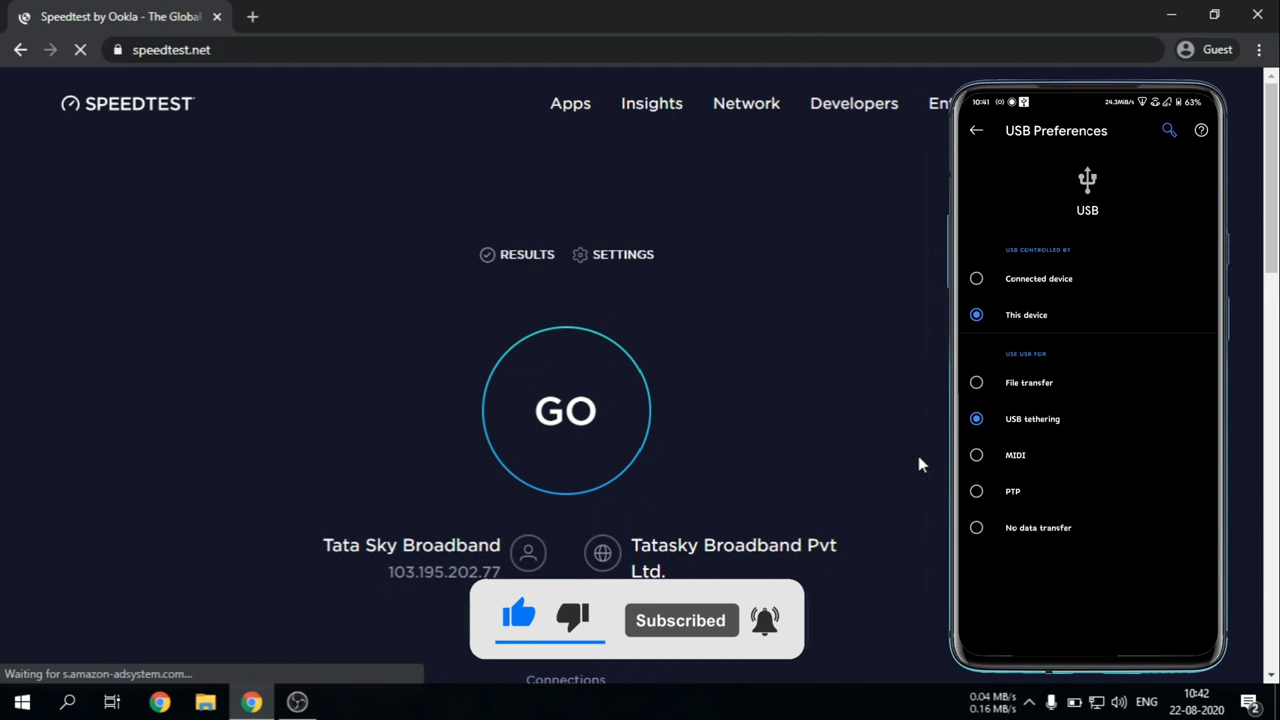 Speedtest by Ookla - The Global
speedtest.net
Guest
SPEEDTEST
Apps
Insights
Network
Developers
RESULTS
SETTINGS
GO
Tata Sky Broadband
103.195.202.77
Tatasky Broadband Pvt
Ltd.
Connections
Subscribed
10:41
24.3MiB/s
63%
USB Preferences
USB
USB CONTROLLED BY
Connected device
This device
USE USB FOR
File transfer
USB tethering
MIDI
PTP
No data transfer
Waiting for s.amazon-adsystem.com...
0.04 MB/s
0.16 MB/s
ENG
10:42
22-08-2020
2